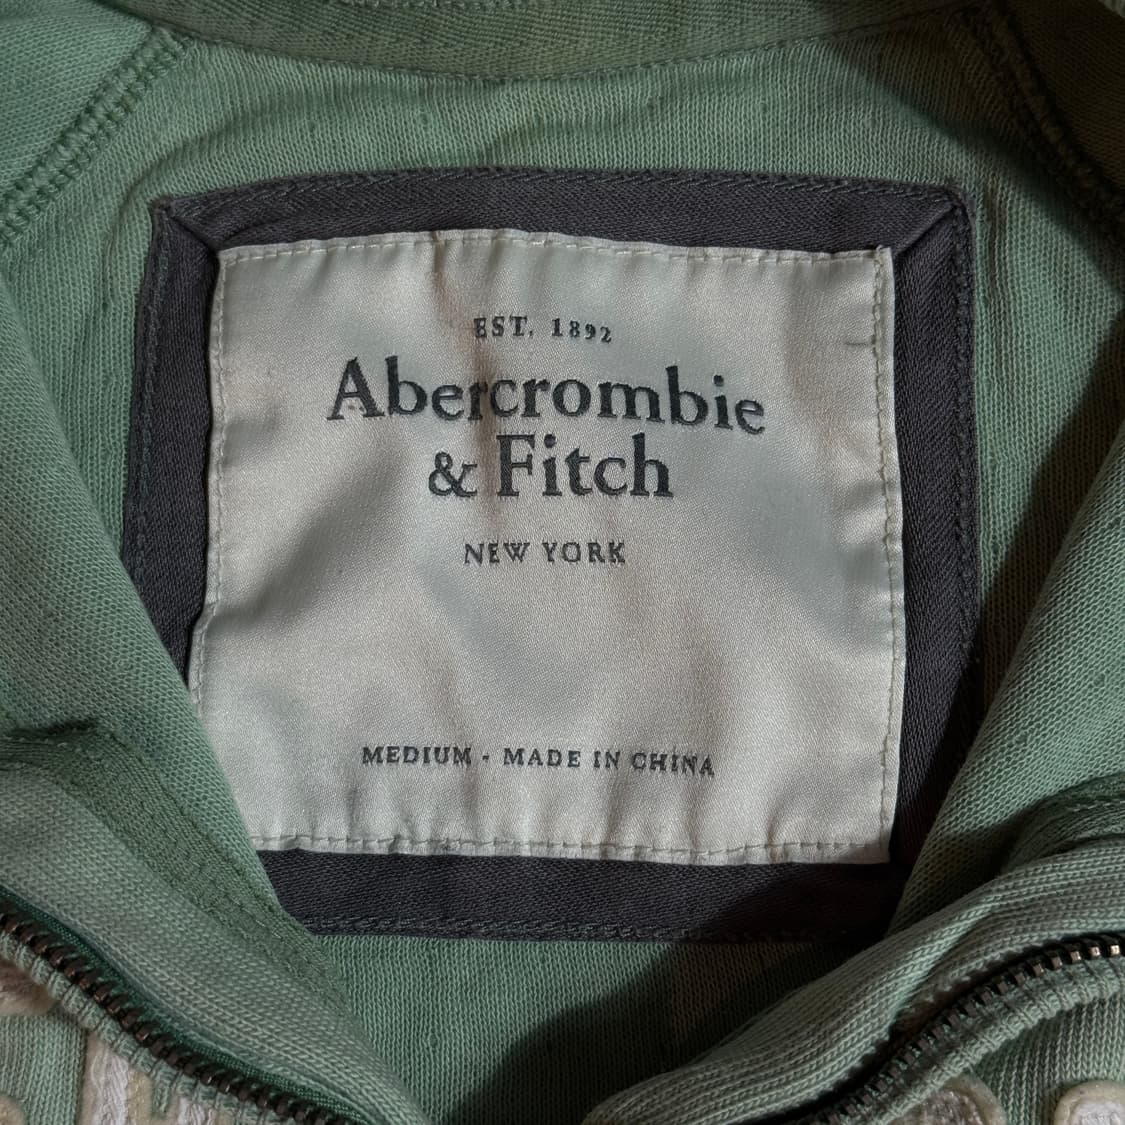 EST. 1892
Abercrombie
& Fitch
NEW YORK
MEDIUM - MADE IN CHINA